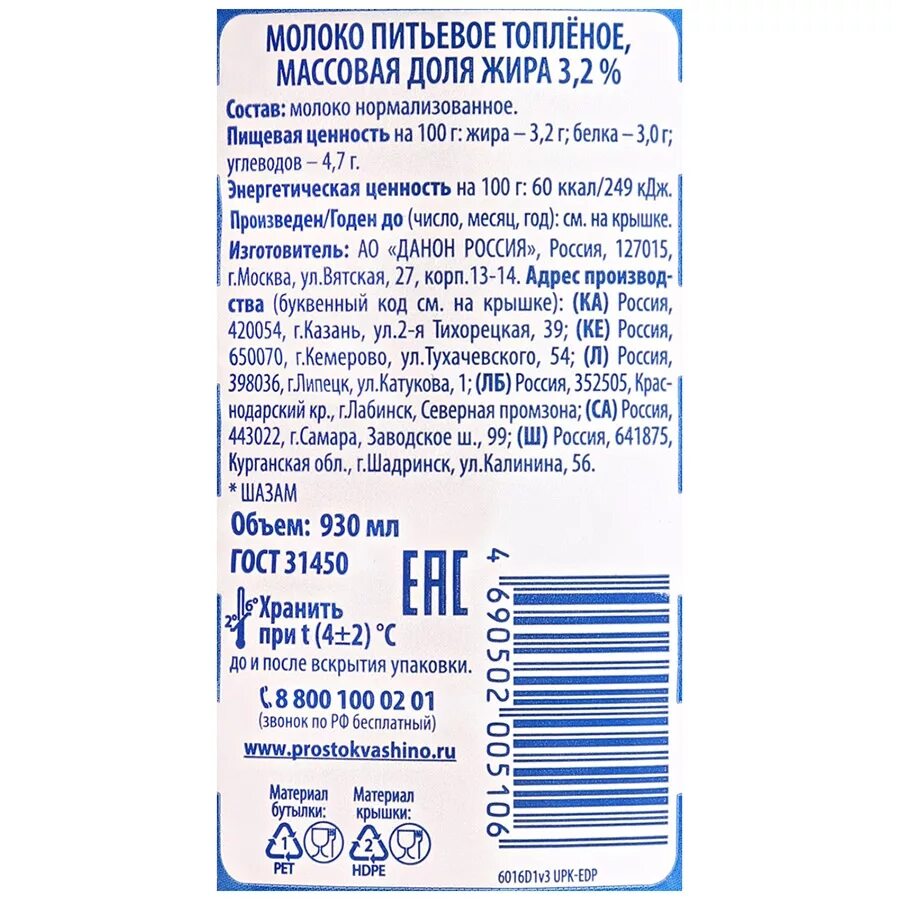 МОЛОКО ПИТЬЕВОЕ ТОПЛЁНОЕ,
МАССОВАЯ ДОЛЯ ЖИРА 3,2 %
Состав: молоко нормализованное.
Пищевая ценность на 100 г: жира – 3,2 г; белка – 3,0 г;
углеводов – 4,7 г.
Энергетическая ценность на 100 г: 60 ккал/249 кДж.
Произведен/Годен до (число, месяц, год): см. на крышке.
Изготовитель: АО «ДАНОН РОССИЯ», Россия, 127015,
г.Москва, ул.Вятская, 27, корп.13-14. Адрес производ-
ства (буквенный код см. на крышке): (КА) Россия,
420054, г.Казань, ул.2-я Тихорецкая, 39; (КЕ) Россия,
650070, г.Кемерово, ул.Тухачевского, 54; (Л) Россия,
398036, г.Липецк, ул.Катукова, 1; (ЛБ) Россия, 352505, Крас-
нодарский кр., г.Лабинск, Северная промзона; (СА) Россия,
443022, г.Самара, Заводское ш., 99; (Ш) Россия, 641875,
Курганская обл., г.Шадринск, ул.Калинина, 56.
* ШАЗАМ
Объем: 930 мл
ГОСТ 31450
EAC
2° 6° Хранить
при t (4±2) °С
до и после вскрытия упаковки.
8 800 100 0 201
(звонок по РФ бесплатный)
www.prostokvashino.ru
Материал бутылки:
1
PET
Материал крышки:
2
HDPE
4 690502 005106
6016D1v3 UPK-EDP